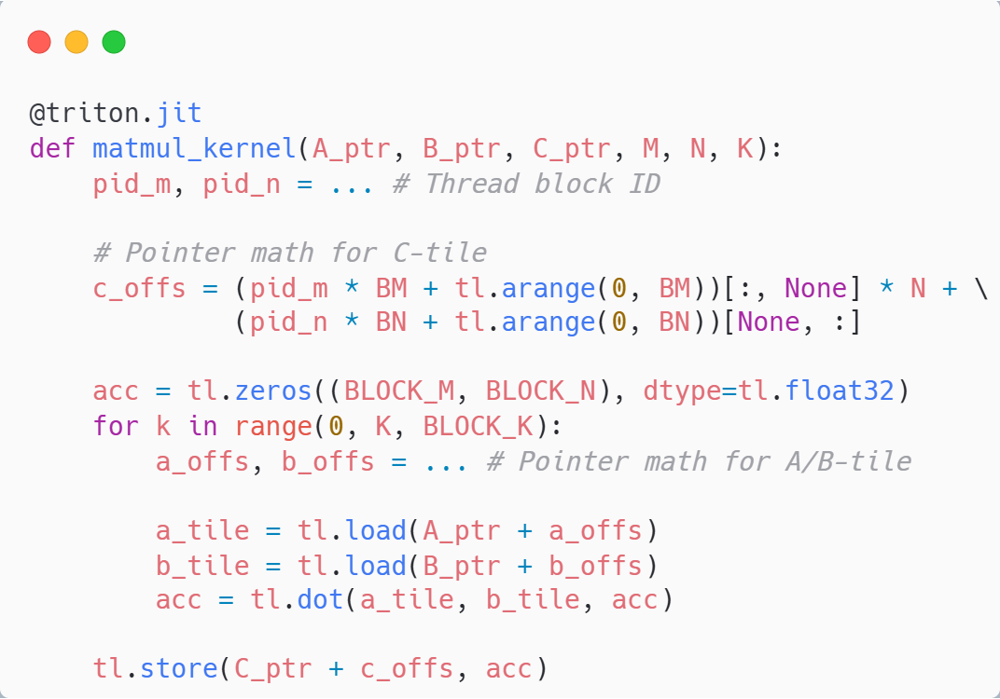 @triton.jit
def matmul_kernel(A_ptr, B_ptr, C_ptr, M, N, K):
    pid_m, pid_n = ... # Thread block ID
    # Pointer math for C-tile
    c_offs = (pid_m * BM + tl.arange(0, BM))[:, None] * N + \
             (pid_n * BN + tl.arange(0, BN))[None, :]
    acc = tl.zeros((BLOCK_M, BLOCK_N), dtype=tl.float32)
    for k in range(0, K, BLOCK_K):
        a_offs, b_offs = ... # Pointer math for A/B-tile
        a_tile = tl.load(A_ptr + a_offs)
        b_tile = tl.load(B_ptr + b_offs)
        acc = tl.dot(a_tile, b_tile, acc)
    tl.store(C_ptr + c_offs, acc)